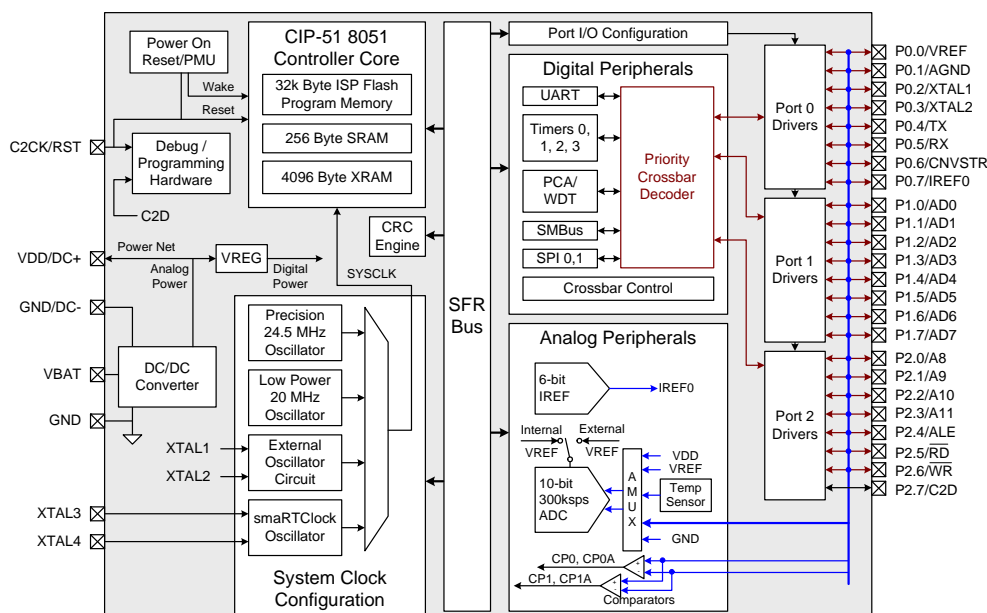 Power On
Reset/PMU
Wake
Reset
C2CK/RST
Debug /
Programming
Hardware
C2D
CIP-51 8051
Controller Core
32k Byte ISP Flash
Program Memory
256 Byte SRAM
4096 Byte XRAM
CRC
Engine
VDD/DC+
Power Net
Analog
Power
VREG
Digital
Power
SYSCLK
GND/DC-
DC/DC
Converter
VBAT
GND
XTAL1
XTAL2
XTAL3
XTAL4
Precision
24.5 MHz
Oscillator
Low Power
20 MHz
Oscillator
External
Oscillator
Circuit
smaRTClock
Oscillator
System Clock
Configuration
SFR
Bus
Port I/O Configuration
Digital Peripherals
UART
Timers 0,
1, 2, 3
PCA/
WDT
SMBus
SPI 0,1
Priority
Crossbar
Decoder
Crossbar Control
Analog Peripherals
6-bit
IREF
IREF0
Internal
VREF
External
VREF
10-bit
300ksps
ADC
A
M
U
X
VDD
VREF
Temp
Sensor
GND
CP0, CP0A
+
-
CP1, CP1A
+
-
Comparators
Port 0
Drivers
Port 1
Drivers
Port 2
Drivers
P0.0/VREF
P0.1/AGND
P0.2/XTAL1
P0.3/XTAL2
P0.4/TX
P0.5/RX
P0.6/CNVSTR
P0.7/IREF0
P1.0/AD0
P1.1/AD1
P1.2/AD2
P1.3/AD3
P1.4/AD4
P1.5/AD5
P1.6/AD6
P1.7/AD7
P2.0/A8
P2.1/A9
P2.2/A10
P2.3/A11
P2.4/ALE
P2.5/RD
P2.6/WR
P2.7/C2D